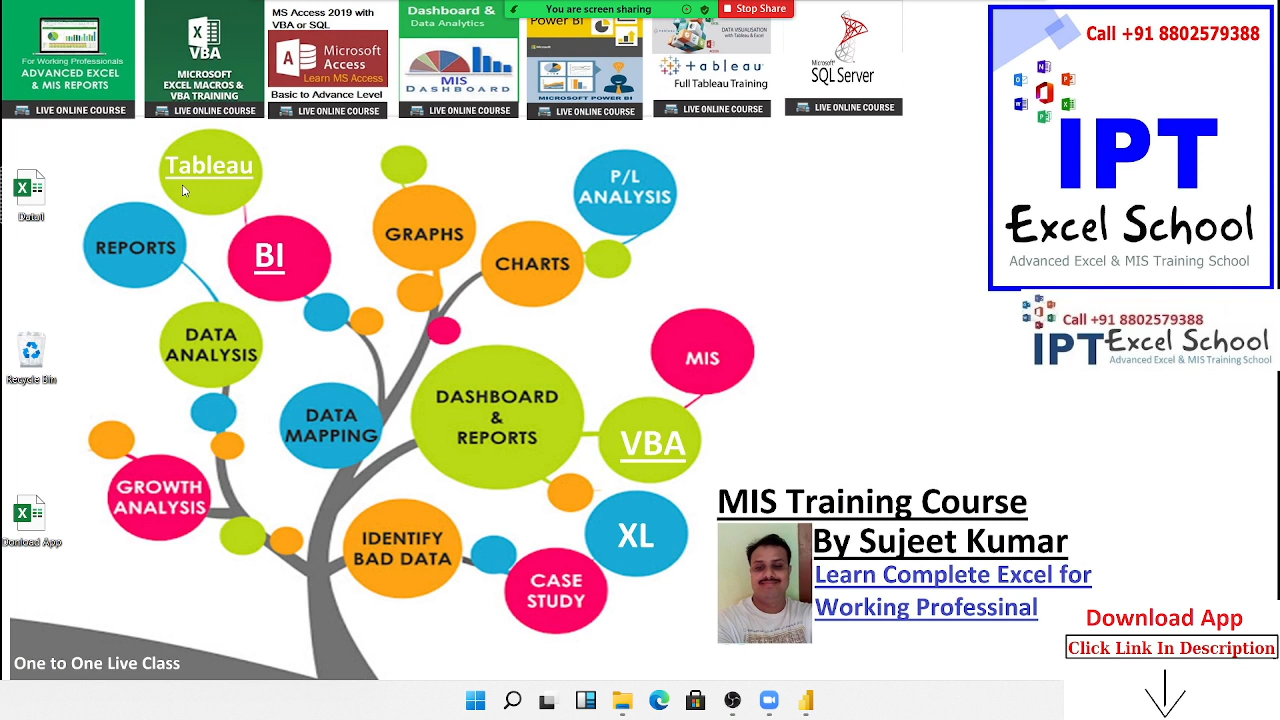 You are screen sharing
Stop Share
For Working Professionals
ADVANCED EXCEL
& MIS REPORTS
LIVE ONLINE COURSE
VBA
MICROSOFT
EXCEL MACROS &
VBA TRAINING
LIVE ONLINE COURSE
MS Access 2019 with
VBA or SQL
Microsoft
Access
Learn MS Access
Basic to Advance Level
LIVE ONLINE COURSE
Dashboard &
Data Analytics
MIS
DASHBOARD
LIVE ONLINE COURSE
Power BI
MICROSOFT POWER BI
LIVE ONLINE COURSE
DATA VISUALISATION
with Tableau & Excel
tableau
Full Tableau Training
LIVE ONLINE COURSE
Microsoft
SQL Server
LIVE ONLINE COURSE
Call +91 8802579388
IPT
Excel School
Advanced Excel & MIS Training School
Call +91 8802579388
IPT Excel School
Advanced Excel & MIS Training School
Tableau
REPORTS
BI
GRAPHS
CHARTS
P/L
ANALYSIS
DATA
ANALYSIS
MIS
DATA
MAPPING
DASHBOARD
&
REPORTS
VBA
GROWTH
ANALYSIS
IDENTIFY
BAD DATA
XL
CASE
STUDY
Recycle Bin
MIS Training Course
By Sujeet Kumar
Learn Complete Excel for
Working Professinal
Download App
Click Link In Description
One to One Live Class